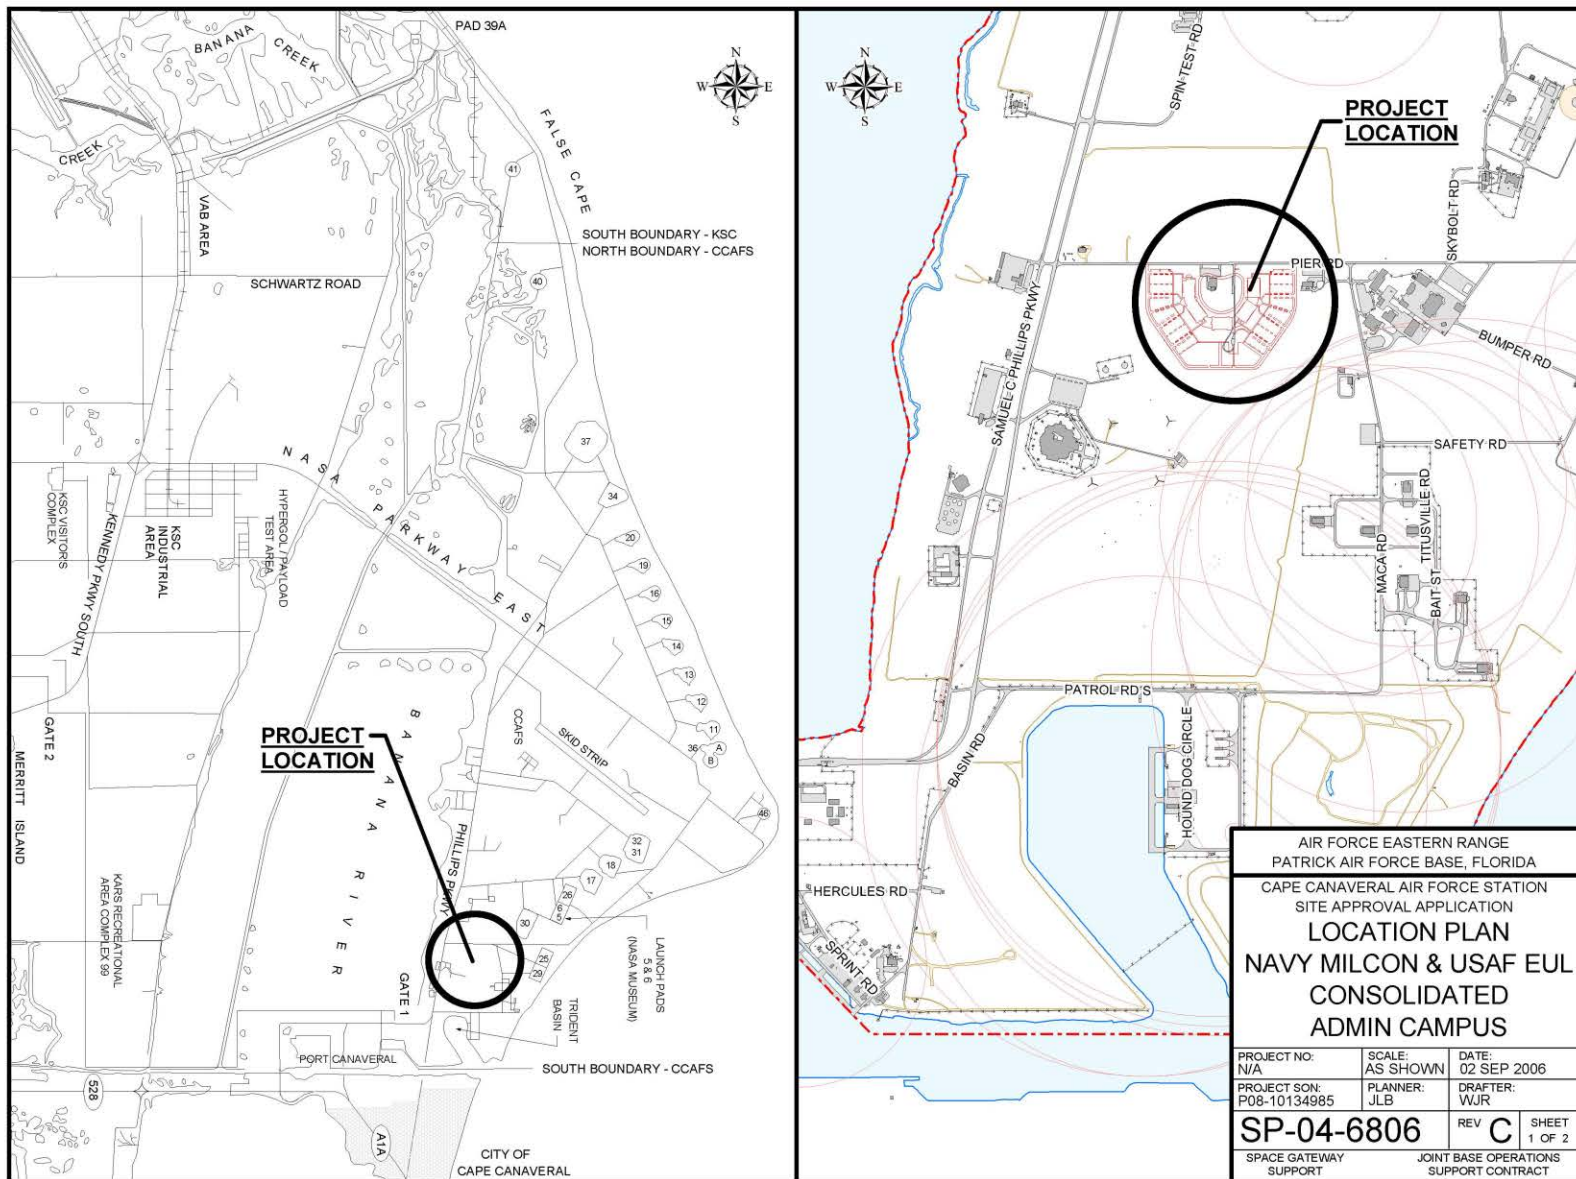 PAD 39A
BANANA
CREEK
N
W
E
S
FALSE CAPE
CREEK
41
VAB AREA
SOUTH BOUNDARY - KSC
NORTH BOUNDARY - CCAFS
SCHWARTZ ROAD
40
37
NASA PARKWAY EAST
34
KSC VISITORS
COMPLEX
KENNEDY PKWY SOUTH
KSC
INDUSTRIAL
AREA
HYPERGOL / PAYLOAD
TEST AREA
20
19
16
15
14
13
12
11
36
A
B
GATE 2
MERRITT ISLAND
PROJECT
LOCATION
BANANA RIVER
CCAFS
SKID STRIP
46
PHILLIPS PKWY
32
31
18
17
26
6
5
30
25
29
KARS RECREATIONAL
AREA COMPLEX 99
GATE 1
LAUNCH PADS
5 & 6
(NASA MUSEUM)
TRIDENT
BASIN
PORT CANAVERAL
SOUTH BOUNDARY - CCAFS
528
A1A
CITY OF
CAPE CANAVERAL
N
W
E
S
SPIN TEST RD
PROJECT
LOCATION
SKYBOLT RD
PIER RD
SAMUEL C PHILLIPS PKWY
BUMPER RD
SAFETY RD
TITUSVILLE RD
MACA RD
BAIT ST
PATROL RD S
BASIN RD
HOUND DOG CIRCLE
HERCULES RD
SPRINT RD
AIR FORCE EASTERN RANGE
PATRICK AIR FORCE BASE, FLORIDA
CAPE CANAVERAL AIR FORCE STATION
SITE APPROVAL APPLICATION
LOCATION PLAN
NAVY MILCON & USAF EUL
CONSOLIDATED
ADMIN CAMPUS
PROJECT NO:
N/A
SCALE:
AS SHOWN
DATE:
02 SEP 2006
PROJECT SON:
P08-10134985
PLANNER:
JLB
DRAFTER:
WJR
SP-04-6806
REV C
SHEET
1 OF 2
SPACE GATEWAY
SUPPORT
JOINT BASE OPERATIONS
SUPPORT CONTRACT